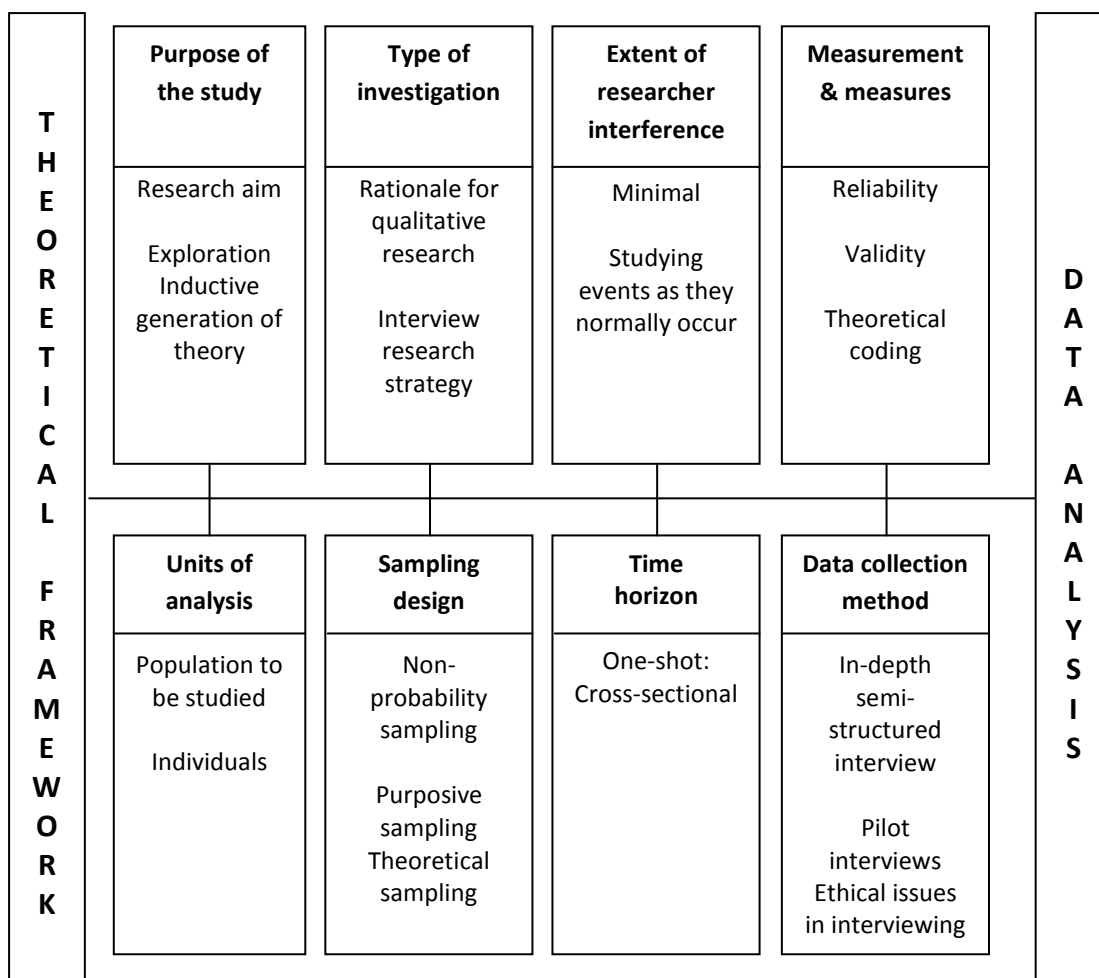 THEORETICAL FRAMEWORK
Purpose of
the study
Research aim
Exploration
Inductive
generation of
theory
Type of
investigation
Rationale for
qualitative
research
Interview
research
strategy
Extent of
researcher
interference
Minimal
Studying
events as they
normally occur
Measurement
& measures
Reliability
Validity
Theoretical
coding
Units of
analysis
Population to
be studied
Individuals
Sampling
design
Non-
probability
sampling
Purposive
sampling
Theoretical
sampling
Time
horizon
One-shot:
Cross-sectional
Data collection
method
In-depth
semi-
structured
interview
Pilot
interviews
Ethical issues
in interviewing
DATA ANALYSIS